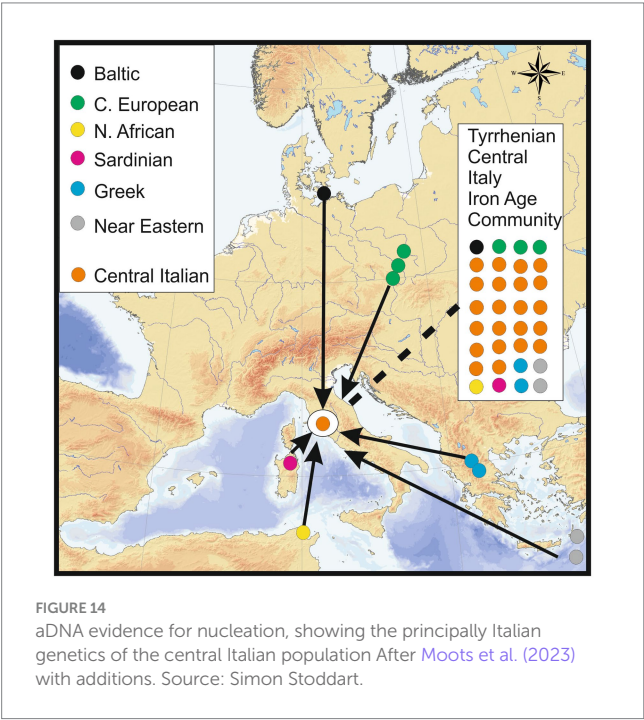 Baltic
C. European
N. African
Sardinian
Greek
Near Eastern
Central Italian
N
W
E
S
Tyrrhenian
Central
Italy
Iron Age
Community
FIGURE 14
aDNA evidence for nucleation, showing the principally Italian
genetics of the central Italian population After Moots et al. (2023)
with additions. Source: Simon Stoddart.